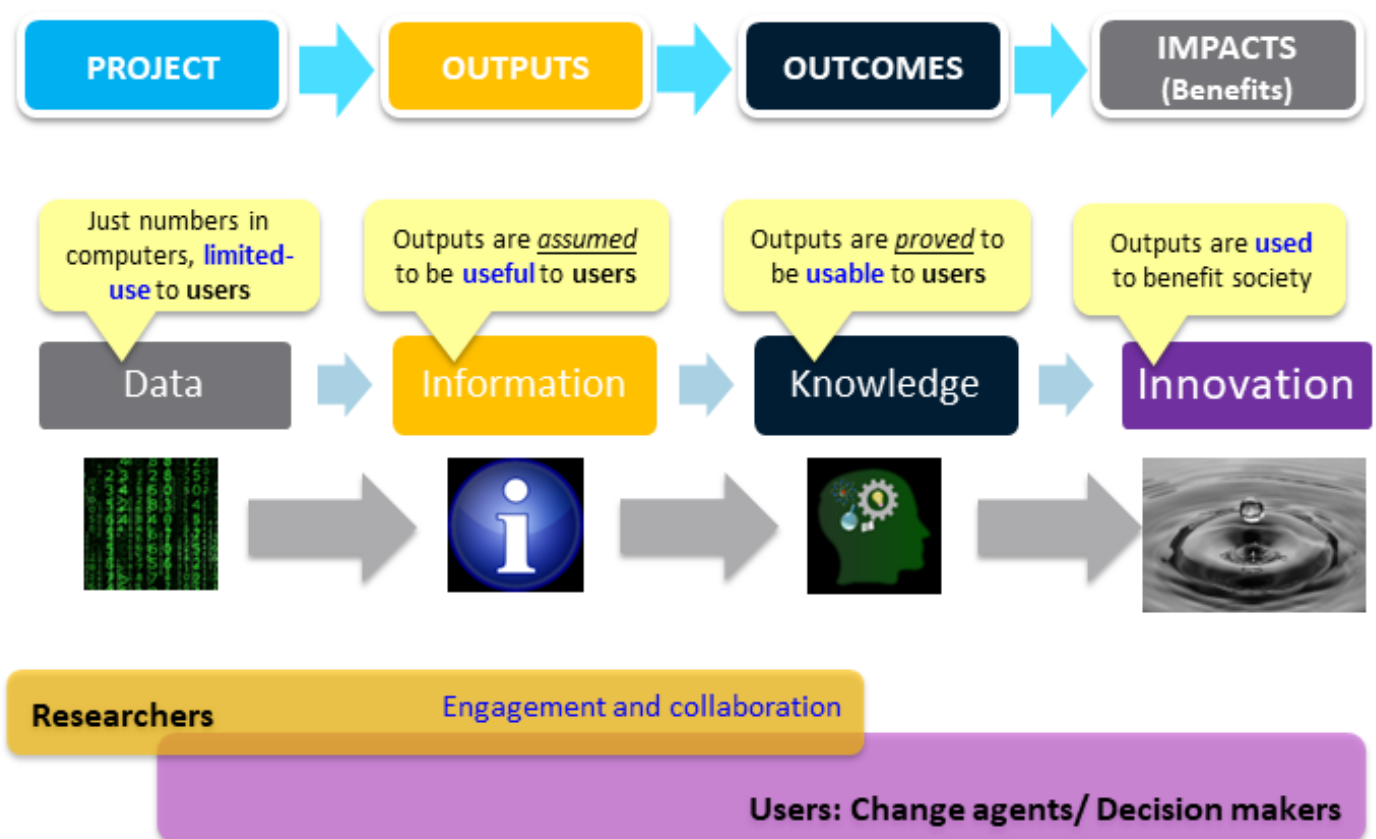 PROJECT
OUTPUTS
OUTCOMES
IMPACTS
(Benefits)
Just numbers in
computers, limited-
use to users
Outputs are assumed
to be useful to users
Outputs are proved to
be usable to users
Outputs are used
to benefit society
Data
Information
Knowledge
Innovation
Researchers
Engagement and collaboration
Users: Change agents/ Decision makers